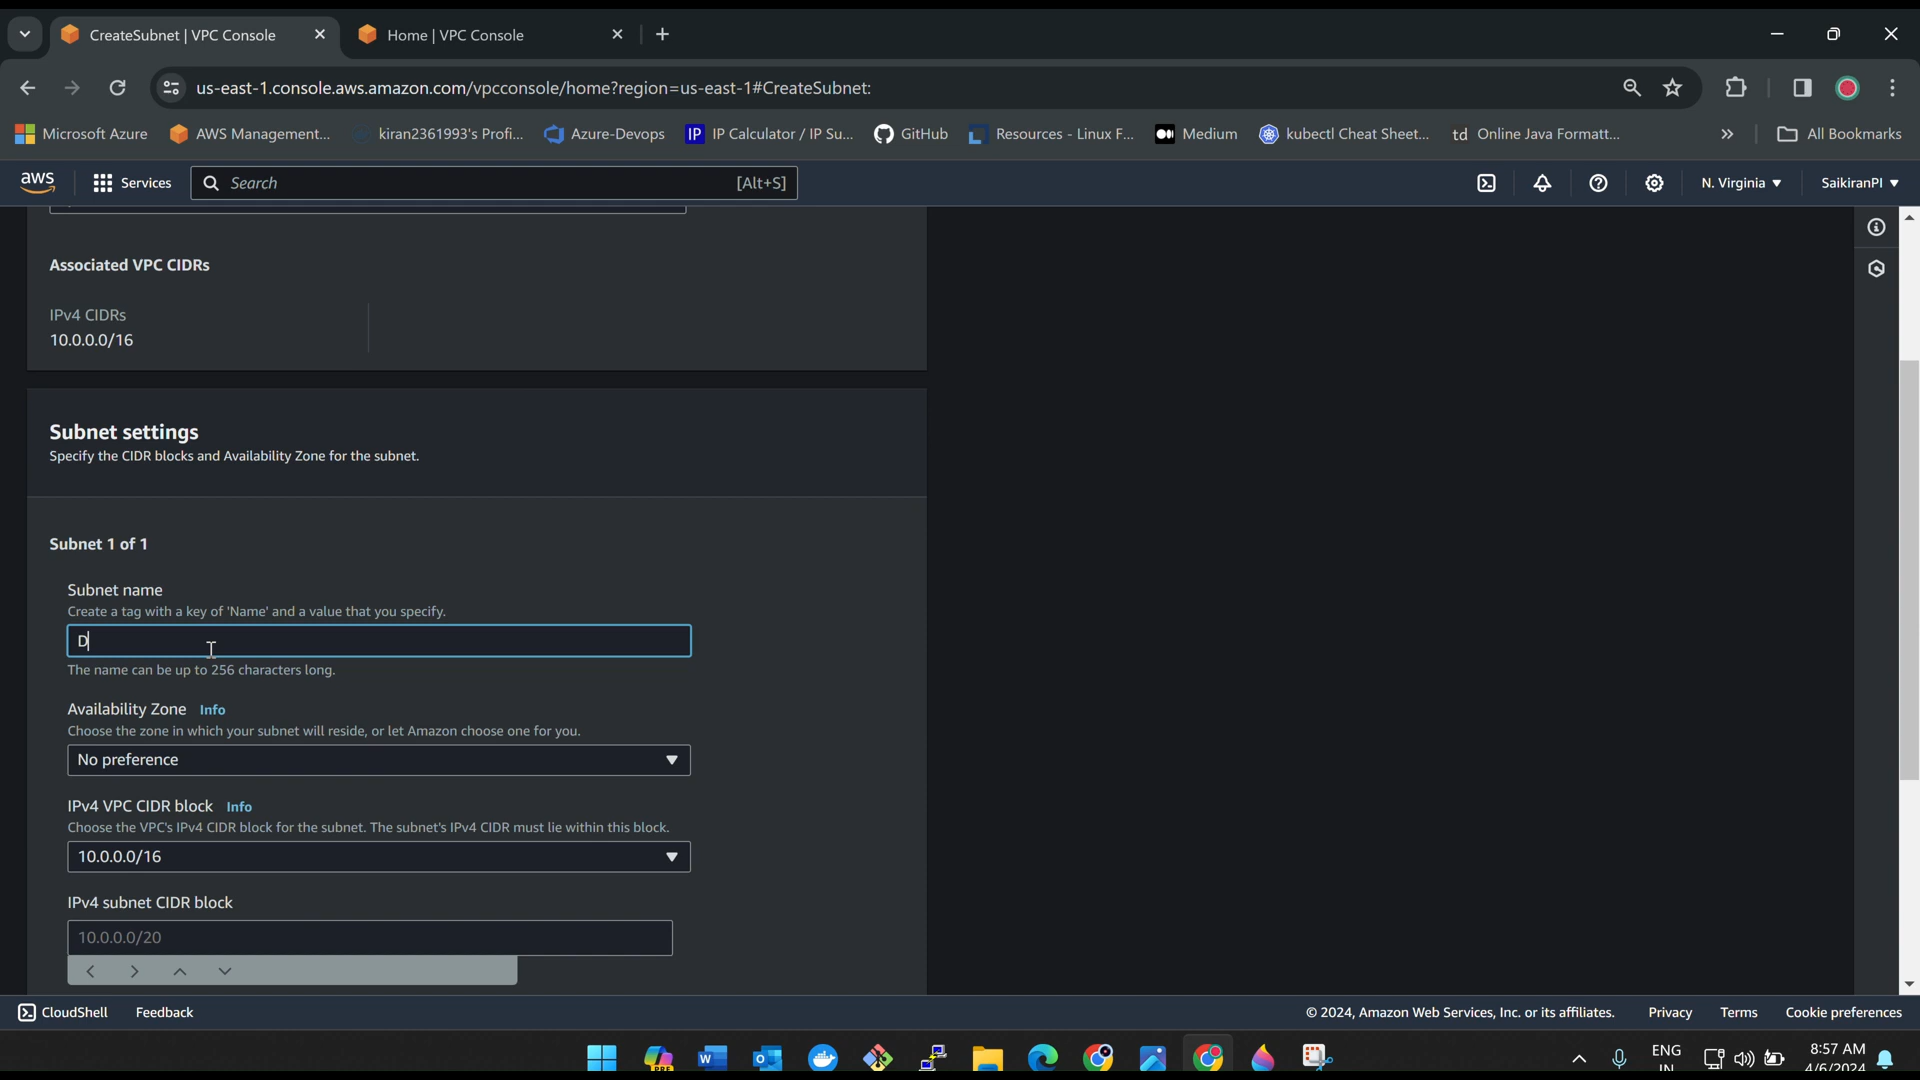 CreateSubnet | VPC Console
Home | VPC Console
us-east-1.console.aws.amazon.com/vpcconsole/home?region=us-east-1#CreateSubnet:
Microsoft Azure
AWS Management...
kiran2361993's Profi...
Azure-Devops
IP
IP Calculator / IP Su...
GitHub
Resources - Linux F...
Medium
kubectl Cheat Sheet...
td
Online Java Formatt...
All Bookmarks
aws
Services
Search
[Alt+S]
N. Virginia
SaikiranPI
Associated VPC CIDRs
IPv4 CIDRs
10.0.0.0/16
Subnet settings
Specify the CIDR blocks and Availability Zone for the subnet.
Subnet 1 of 1
Subnet name
Create a tag with a key of 'Name' and a value that you specify.
D
The name can be up to 256 characters long.
Availability Zone Info
Choose the zone in which your subnet will reside, or let Amazon choose one for you.
No preference
IPv4 VPC CIDR block Info
Choose the VPC's IPv4 CIDR block for the subnet. The subnet's IPv4 CIDR must lie within this block.
10.0.0.0/16
IPv4 subnet CIDR block
10.0.0.0/20
CloudShell
Feedback
© 2024, Amazon Web Services, Inc. or its affiliates.
Privacy
Terms
Cookie preferences
ENG
IN
8:57 AM
4/6/2024